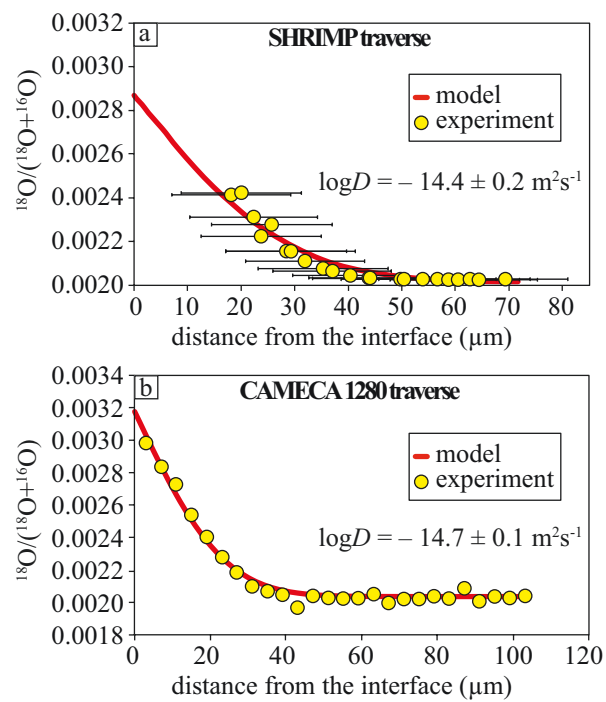 a
SHRIMP traverse
0.0032
0.0030
0.0028
0.0026
0.0024
0.0022
0.0020
¹⁸O/(¹⁸O+¹⁶O)
model
experiment
logD = – 14.4 ± 0.2 m²s⁻¹
0 10 20 30 40 50 60 70 80
distance from the interface (µm)
b
CAMECA 1280 traverse
0.0034
0.0032
0.0030
0.0028
0.0026
0.0024
0.0022
0.0020
0.0018
¹⁸O/(¹⁸O+¹⁶O)
model
experiment
logD = – 14.7 ± 0.1 m²s⁻¹
0 20 40 60 80 100 120
distance from the interface (µm)